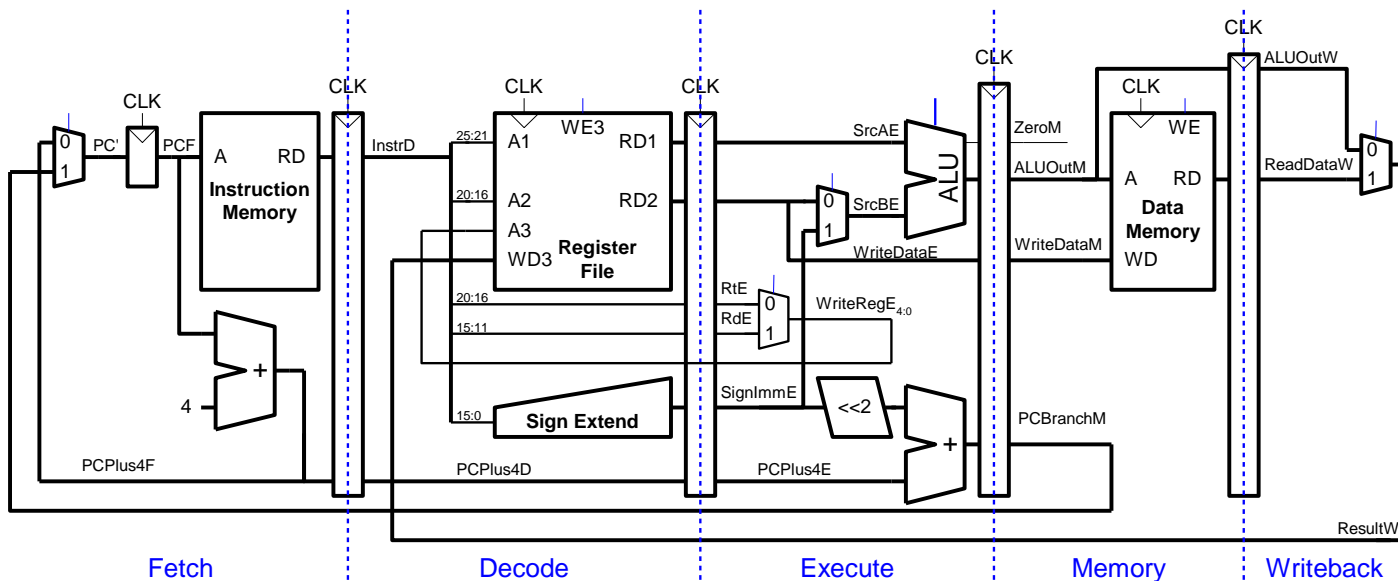 CLK
CLK
CLK
CLK
CLK
CLK
CLK
CLK
ALUOutW
0
1
PC'
PCF
A
RD
Instruction
Memory
InstrD
25:21
20:16
A1
A2
A3
WD3
WE3
RD1
RD2
Register
File
SrcAE
0
1
SrcBE
ALU
ZeroM
ALUOutM
WriteDataE
WriteDataM
WE
A
RD
Data
Memory
WD
ReadDataW
0
1
20:16
15:11
RtE
RdE
0
1
WriteRegE4:0
4
+
15:0
Sign Extend
SignImmE
<<2
+
PCBranchM
PCPlus4F
PCPlus4D
PCPlus4E
ResultW
Fetch
Decode
Execute
Memory
Writeback